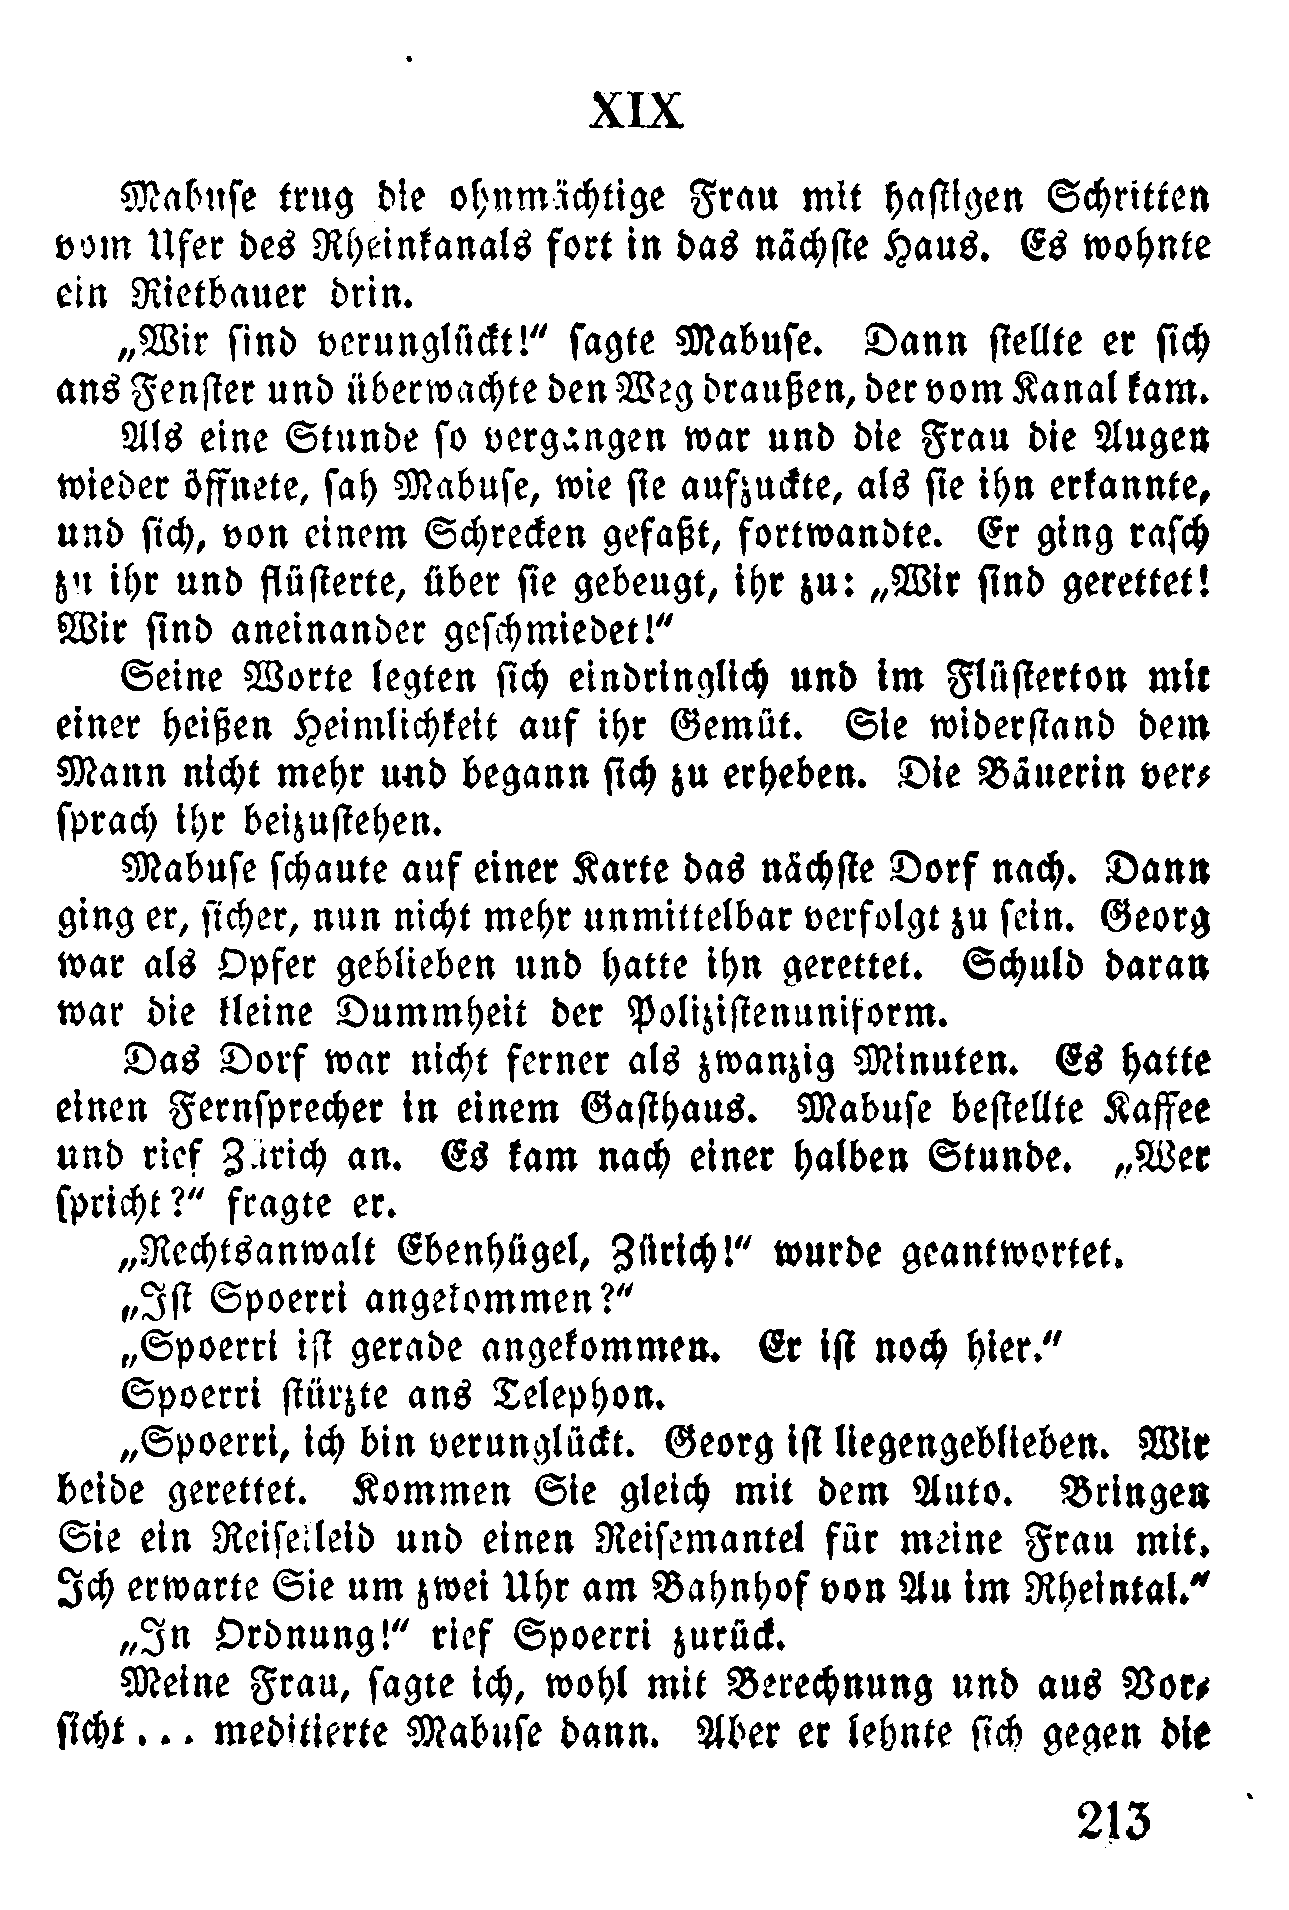 XIX
Mabuse trug die ohnmächtige Frau mit hastigen Schritten
vom Ufer des Rheinkanals fort in das nächste Haus. Es wohnte
ein Rietbauer drin.
„Wir sind verunglückt!“ sagte Mabuse. Dann stellte er sich
ans Fenster und überwachte den Weg draußen, der vom Kanal kam.
Als eine Stunde so vergangen war und die Frau die Augen
wieder öffnete, sah Mabuse, wie sie aufzuckte, als sie ihn erkannte,
und sich, von einem Schrecken gefaßt, fortwandte. Er ging rasch
zu ihr und flüsterte, über sie gebeugt, ihr zu: „Wir sind gerettet!
Wir sind aneinander geschmiedet!“
Seine Worte legten sich eindringlich und im Flüsterton mit
einer heißen Heimlichkeit auf ihr Gemüt. Sie widerstand dem
Mann nicht mehr und begann sich zu erheben. Die Bäuerin ver-
sprach ihr beizustehen.
Mabuse schaute auf einer Karte das nächste Dorf nach. Dann
ging er, sicher, nun nicht mehr unmittelbar verfolgt zu sein. Georg
war als Opfer geblieben und hatte ihn gerettet. Schuld daran
war die kleine Dummheit der Polizistenuniform.
Das Dorf war nicht ferner als zwanzig Minuten. Es hatte
einen Fernsprecher in einem Gasthaus. Mabuse bestellte Kaffee
und rief Zürich an. Es kam nach einer halben Stunde. „Wer
spricht?“ fragte er.
„Rechtsanwalt Ebenhügel, Zürich!“ wurde geantwortet.
„Ist Spoerri angekommen?“
„Spoerri ist gerade angekommen. Er ist noch hier.“
Spoerri stürzte ans Telephon.
„Spoerri, ich bin verunglückt. Georg ist liegengeblieben. Wir
beide gerettet. Kommen Sie gleich mit dem Auto. Bringen
Sie ein Reisekleid und einen Reisemantel für meine Frau mit.
Ich erwarte Sie um zwei Uhr am Bahnhof von Au im Rheintal.“
„In Ordnung!“ rief Spoerri zurück.
Meine Frau, sagte ich, wohl mit Berechnung und aus Vor-
sicht... meditierte Mabuse dann. Aber er lehnte sich gegen die
213